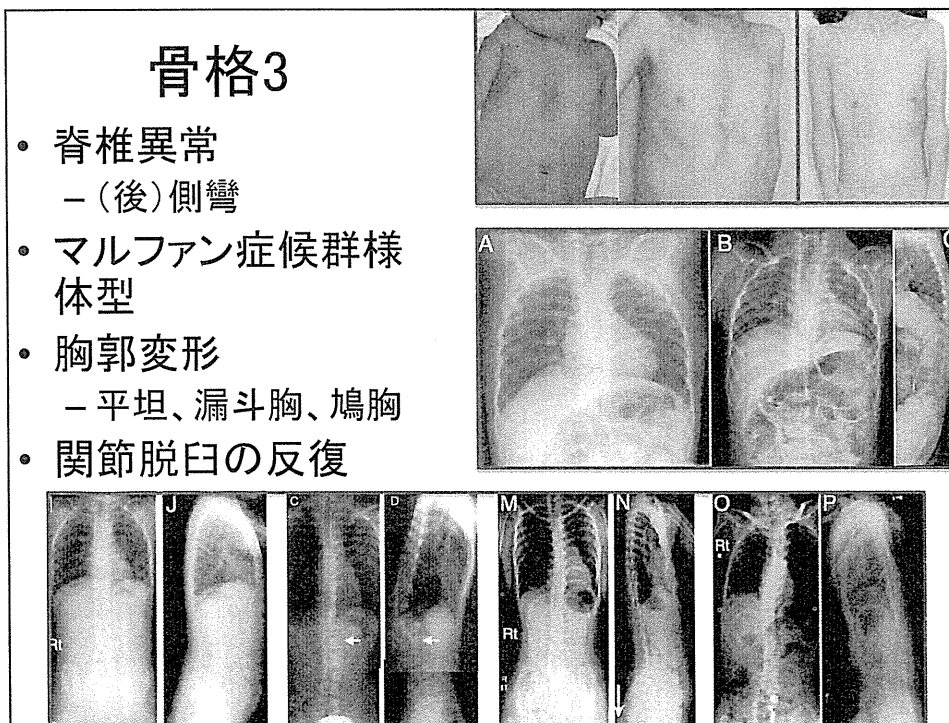 骨格3
• 脊椎異常
– (後)側彎
• マルファン症候群様
体型
• 胸郭変形
– 平坦、漏斗胸、鳩胸
• 関節脱臼の反復
A
B
C
I
J
C
D
M
N
O
P
Rt
Rt
Rt
Rt